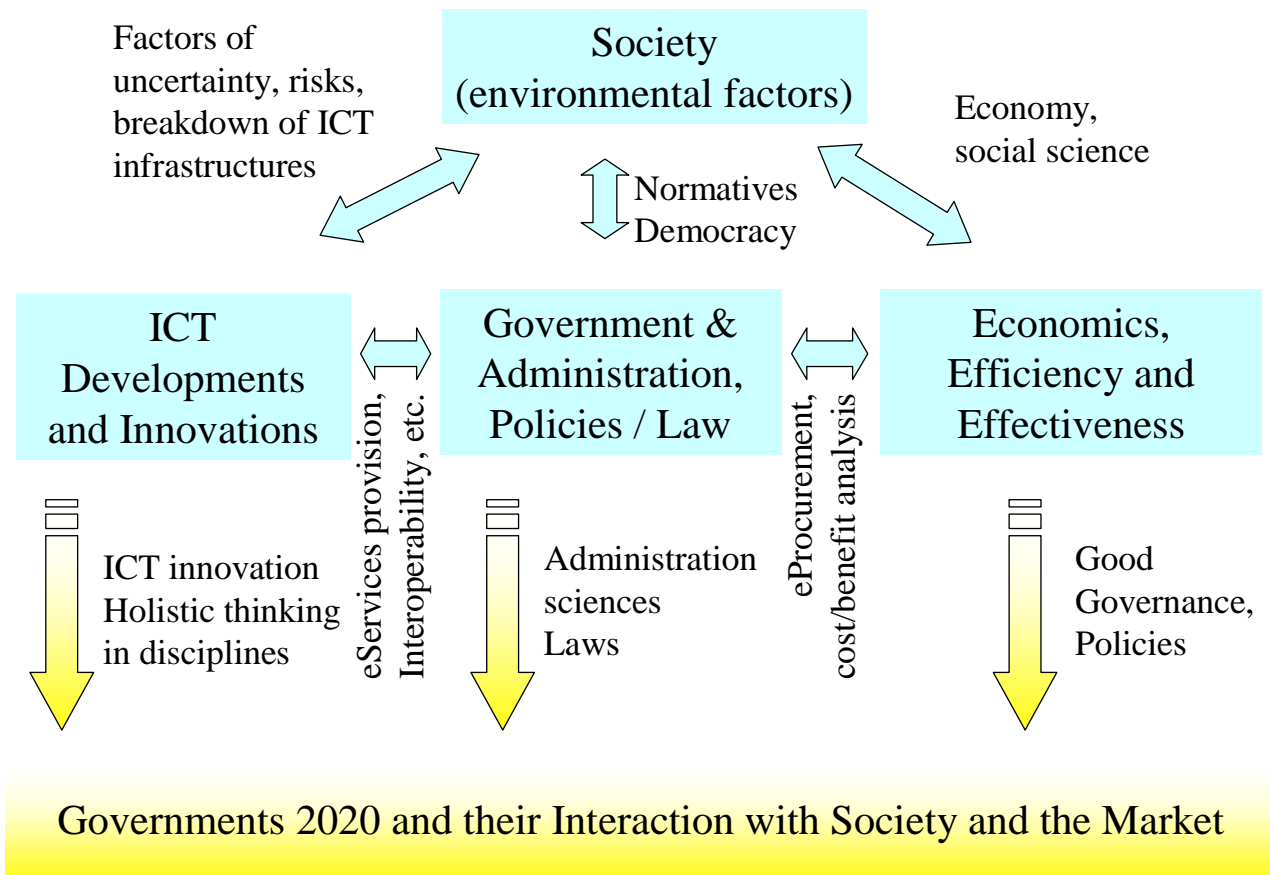 Factors of
uncertainty, risks,
breakdown of ICT
infrastructures
Society
(environmental factors)
Economy,
social science
Normatives
Democracy
ICT
Developments
and Innovations
eServices provision,
Interoperability, etc.
Government &
Administration,
Policies / Law
eProcurement,
cost/benefit analysis
Economics,
Efficiency and
Effectiveness
ICT innovation
Holistic thinking
in disciplines
Administration
sciences
Laws
Good
Governance,
Policies
Governments 2020 and their Interaction with Society and the Market